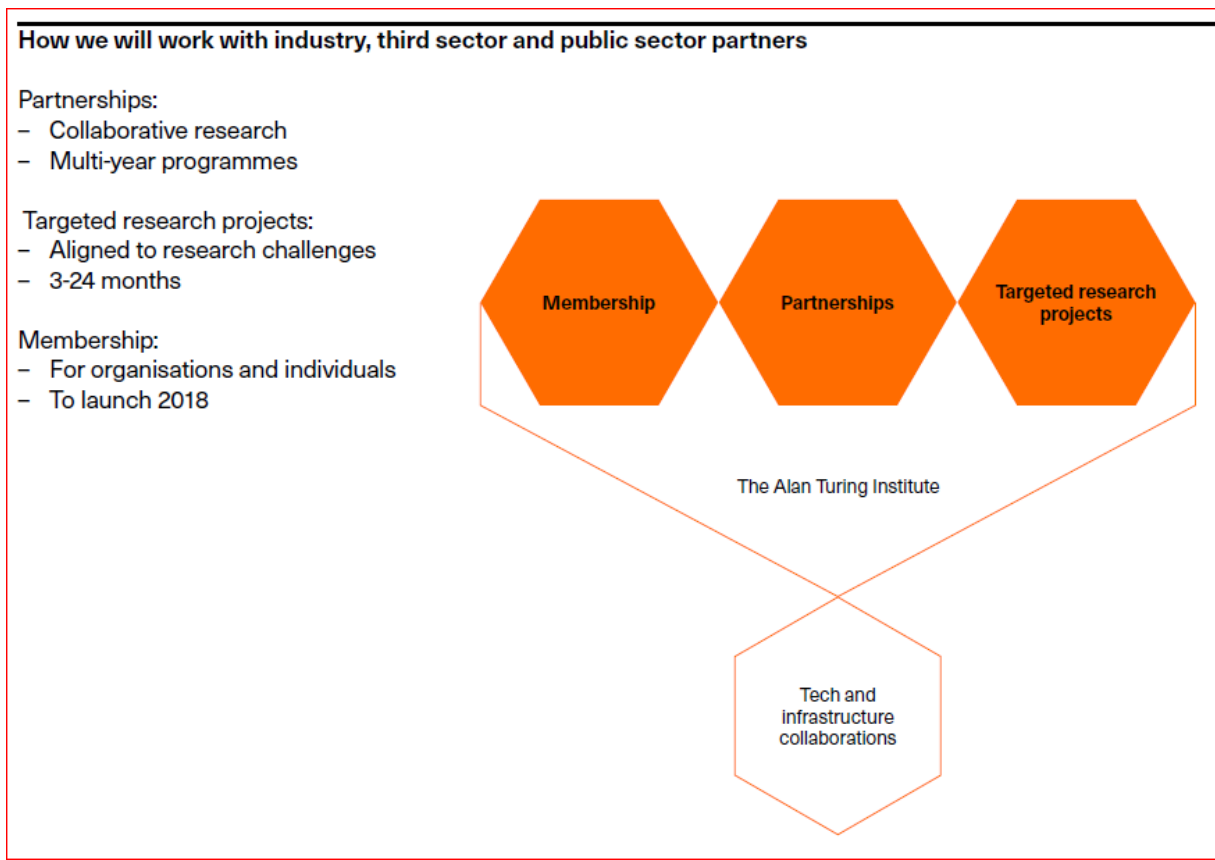 How we will work with industry, third sector and public sector partners
Partnerships:
– Collaborative research
– Multi-year programmes
Targeted research projects:
– Aligned to research challenges
– 3-24 months
Membership:
– For organisations and individuals
– To launch 2018
Membership
Partnerships
Targeted research
projects
The Alan Turing Institute
Tech and
infrastructure
collaborations